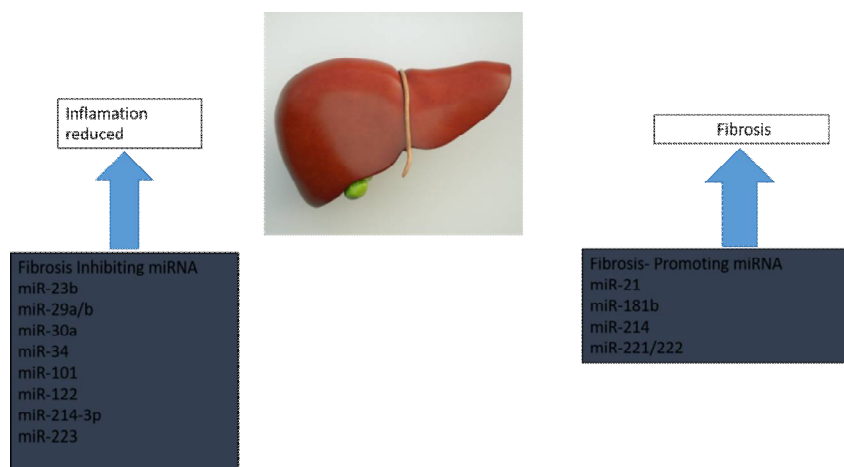 Inflamation
reduced
Fibrosis
Fibrosis Inhibiting miRNA
miR-23b
miR-29a/b
miR-30a
miR-34
miR-101
miR-122
miR-214-3p
miR-223
Fibrosis- Promoting miRNA
miR-21
miR-181b
miR-214
miR-221/222